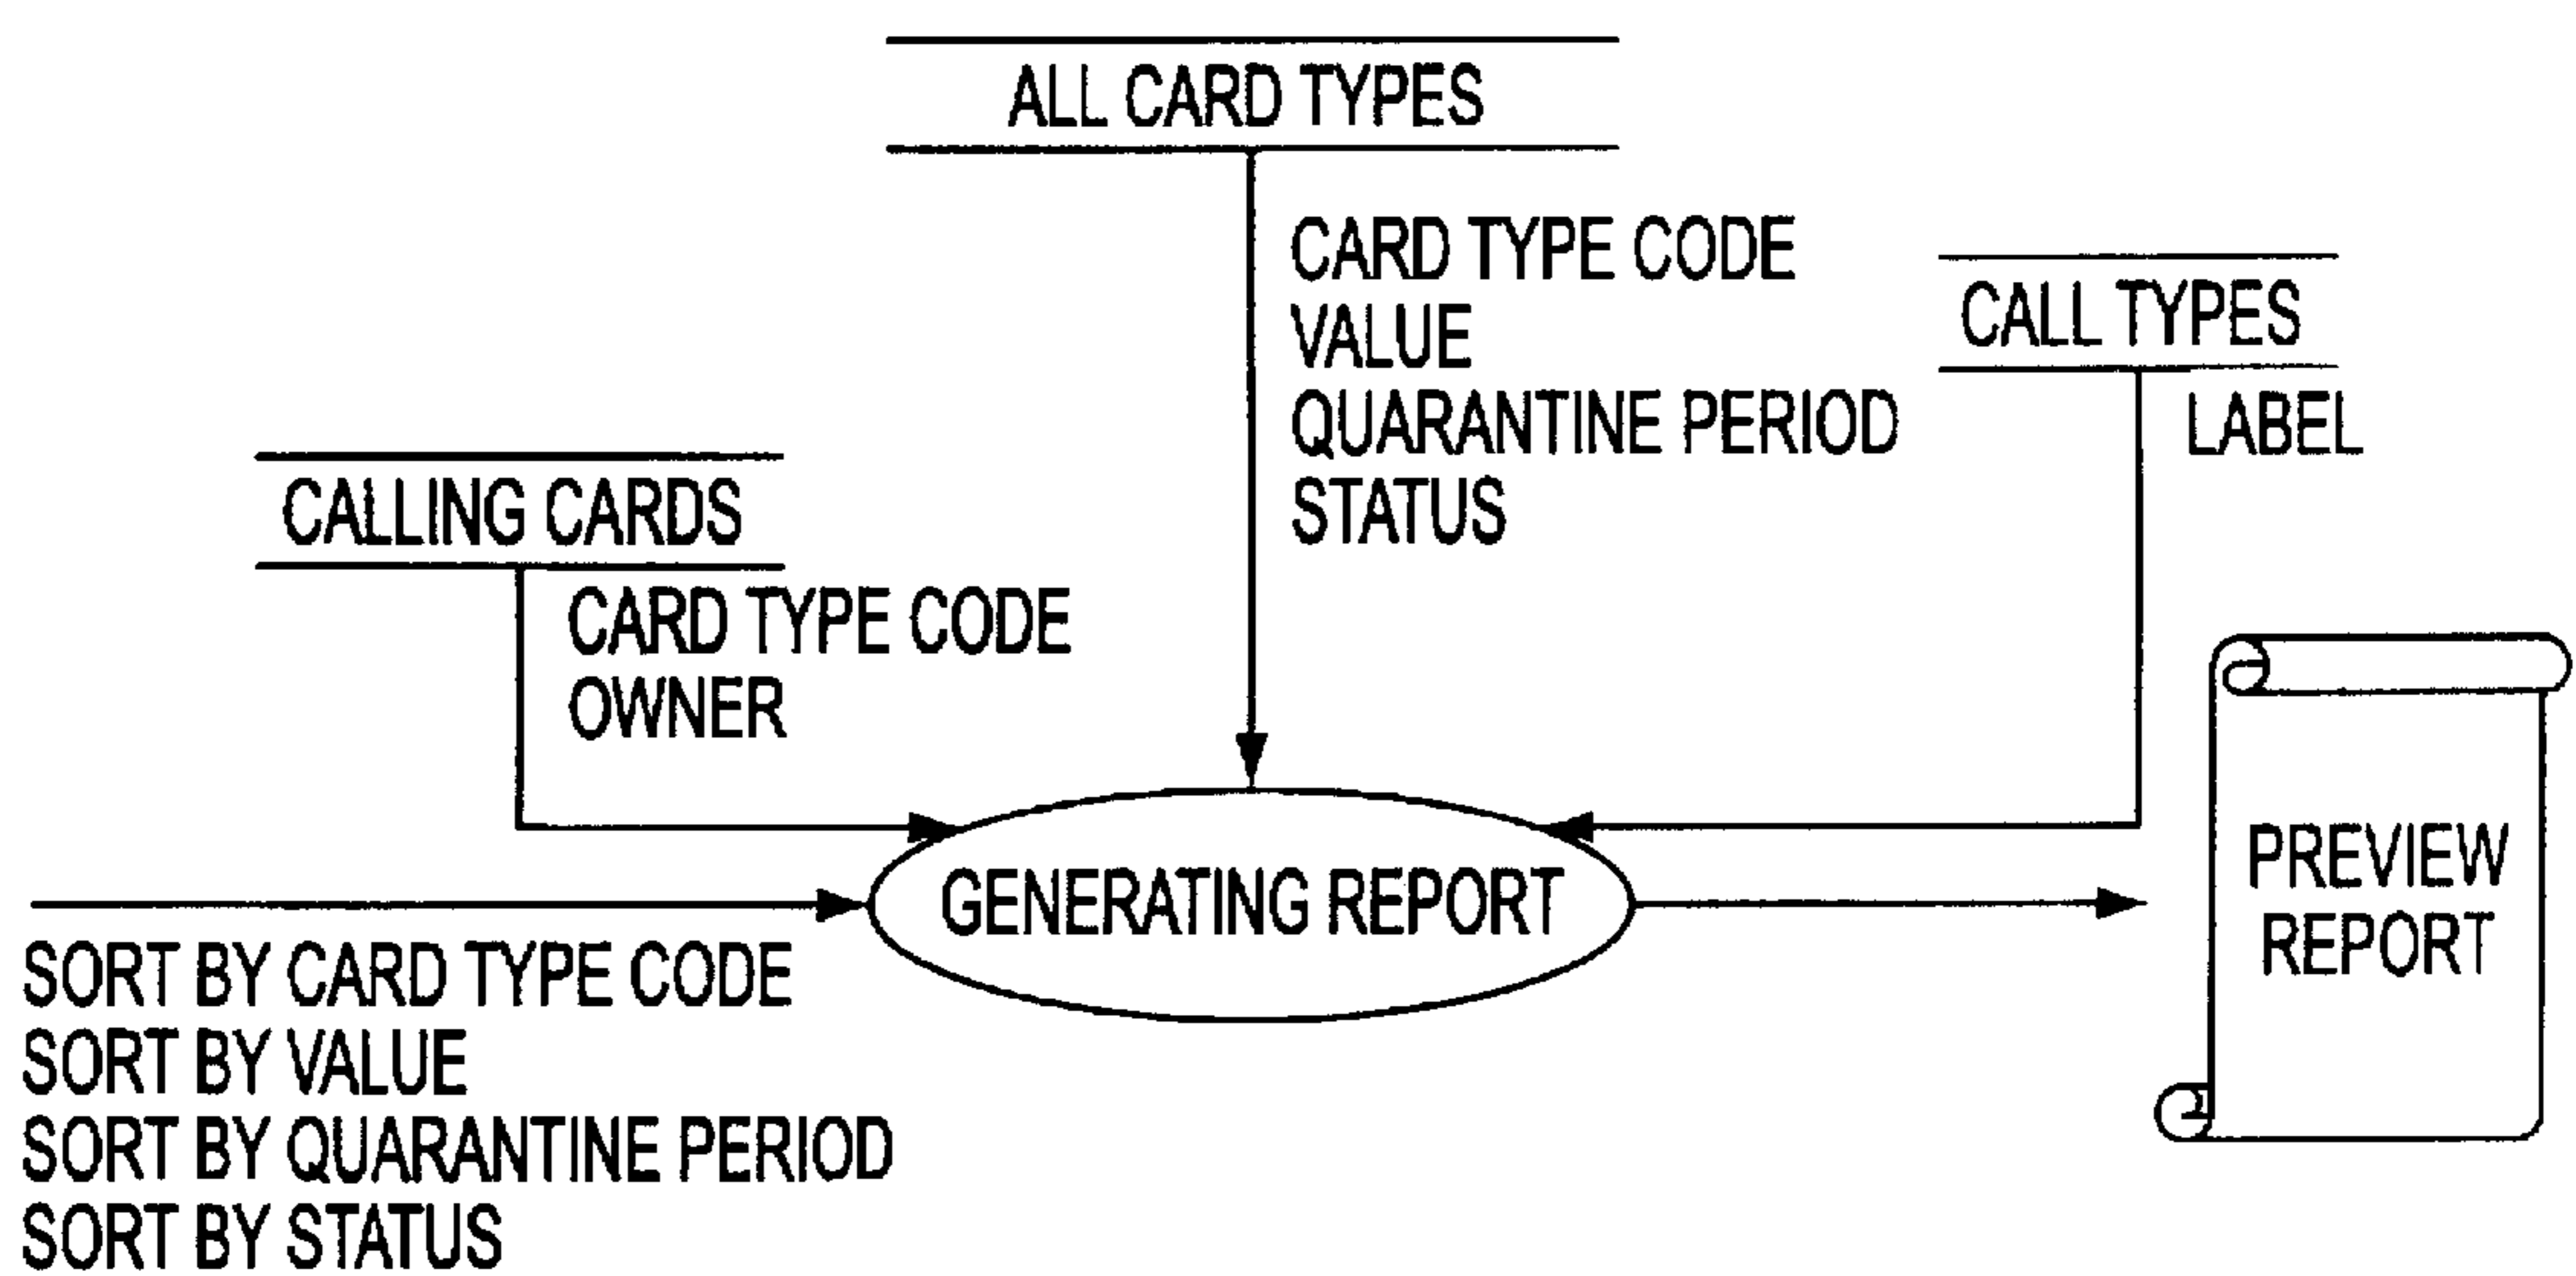 ALL CARD TYPES
CARD TYPE CODE
VALUE
QUARANTINE PERIOD
STATUS
CALL TYPES
LABEL
CALLING CARDS
CARD TYPE CODE
OWNER
GENERATING REPORT
PREVIEW
REPORT
SORT BY CARD TYPE CODE
SORT BY VALUE
SORT BY QUARANTINE PERIOD
SORT BY STATUS